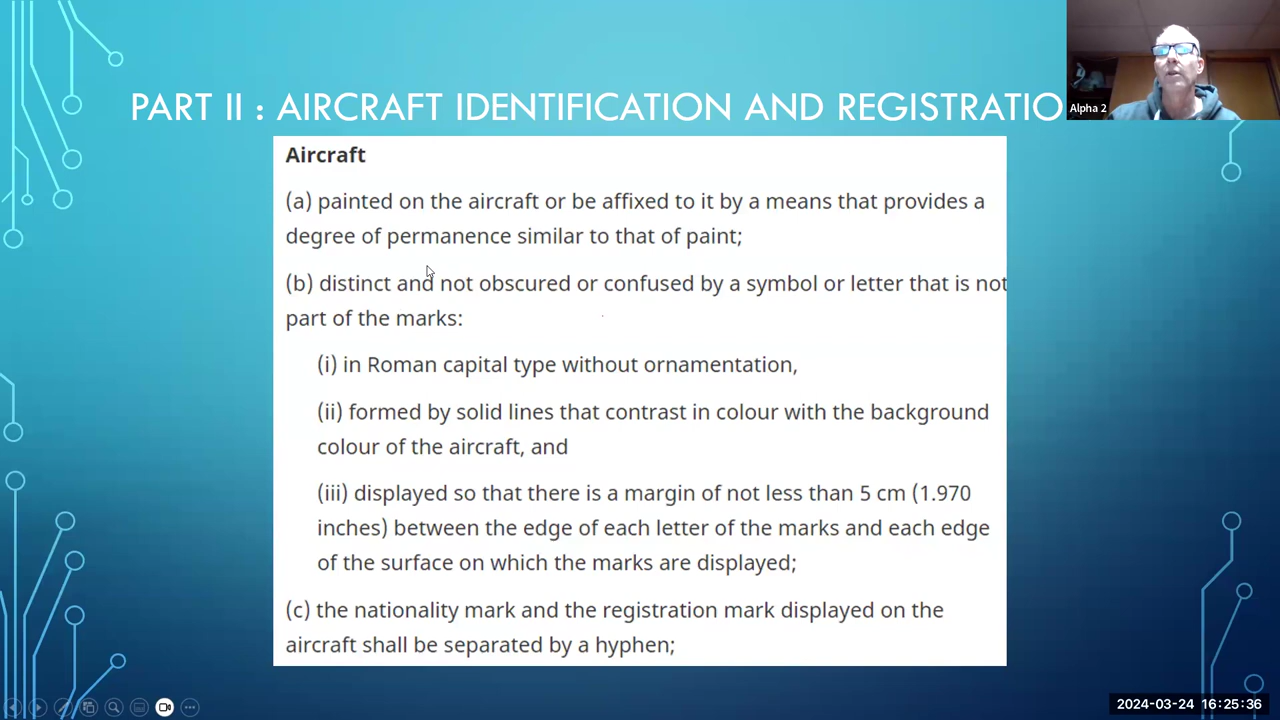 PART II : AIRCRAFT IDENTIFICATION AND REGISTRATIO
Alpha 2
Aircraft
(a) painted on the aircraft or be affixed to it by a means that provides a
degree of permanence similar to that of paint;
(b) distinct and not obscured or confused by a symbol or letter that is not
part of the marks:
(i) in Roman capital type without ornamentation,
(ii) formed by solid lines that contrast in colour with the background
colour of the aircraft, and
(iii) displayed so that there is a margin of not less than 5 cm (1.970
inches) between the edge of each letter of the marks and each edge
of the surface on which the marks are displayed;
(c) the nationality mark and the registration mark displayed on the
aircraft shall be separated by a hyphen;
2024-03-24 16:25:36